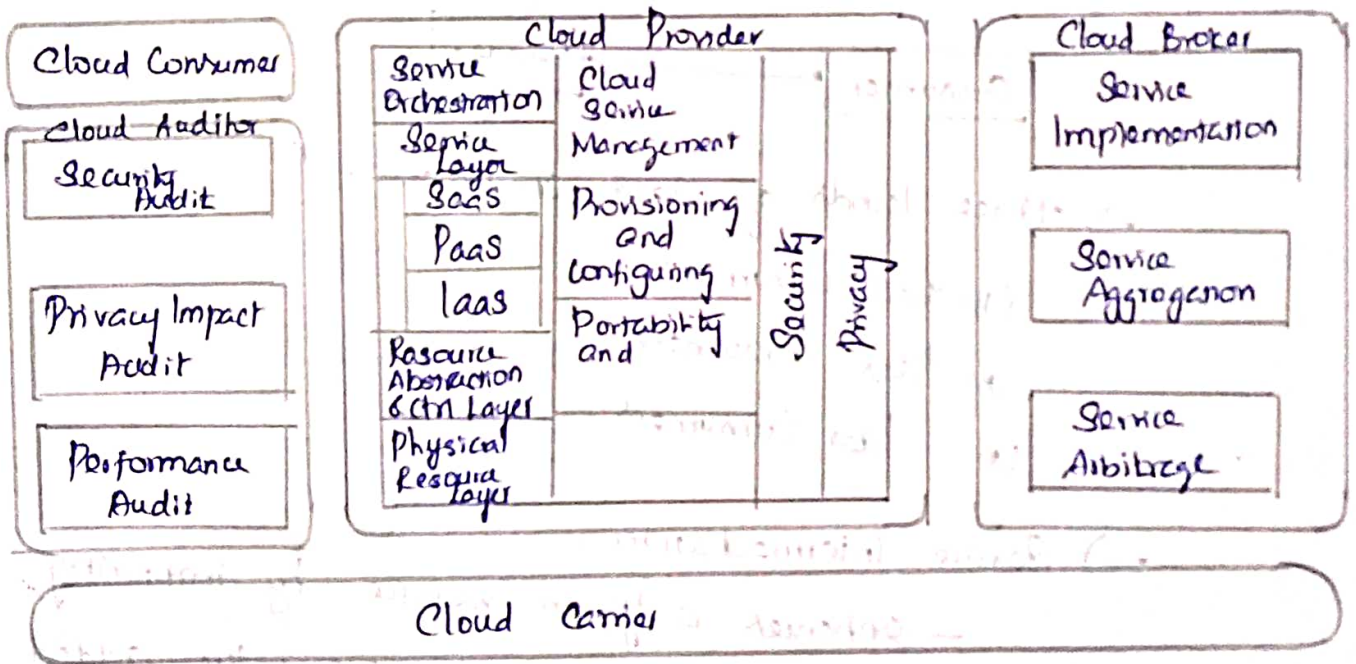 Cloud Consumer
Cloud Auditor
Security
Audit
Privacy Impact
Audit
Performance
Audit
Cloud Provider
Service
Orchestration
Service
Layer
SaaS
PaaS
IaaS
Resource
Abstraction
& Ctrl Layer
Physical
Resource
Layer
Cloud
Service
Management
Provisioning
and
Configuring
Portability
and
Security
Privacy
Cloud Broker
Service
Implementation
Service
Aggregation
Service
Arbitrage
Cloud Carrier